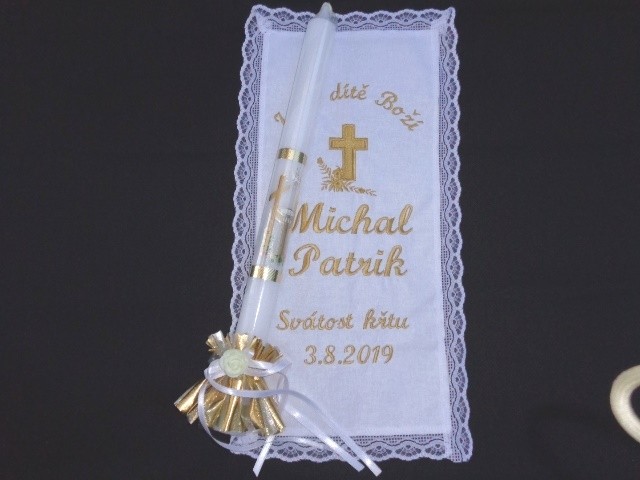 dítě Boží
Michal
Patrik
Svátost křtu
3.8.2019